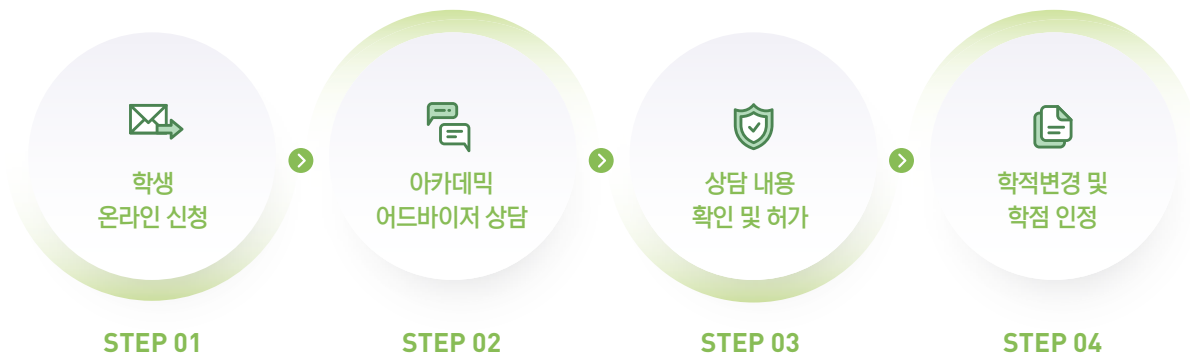 학생
온라인 신청
STEP 01
아카데믹
어드바이저 상담
STEP 02
상담 내용
확인 및 허가
STEP 03
학적변경 및
학점 인정
STEP 04